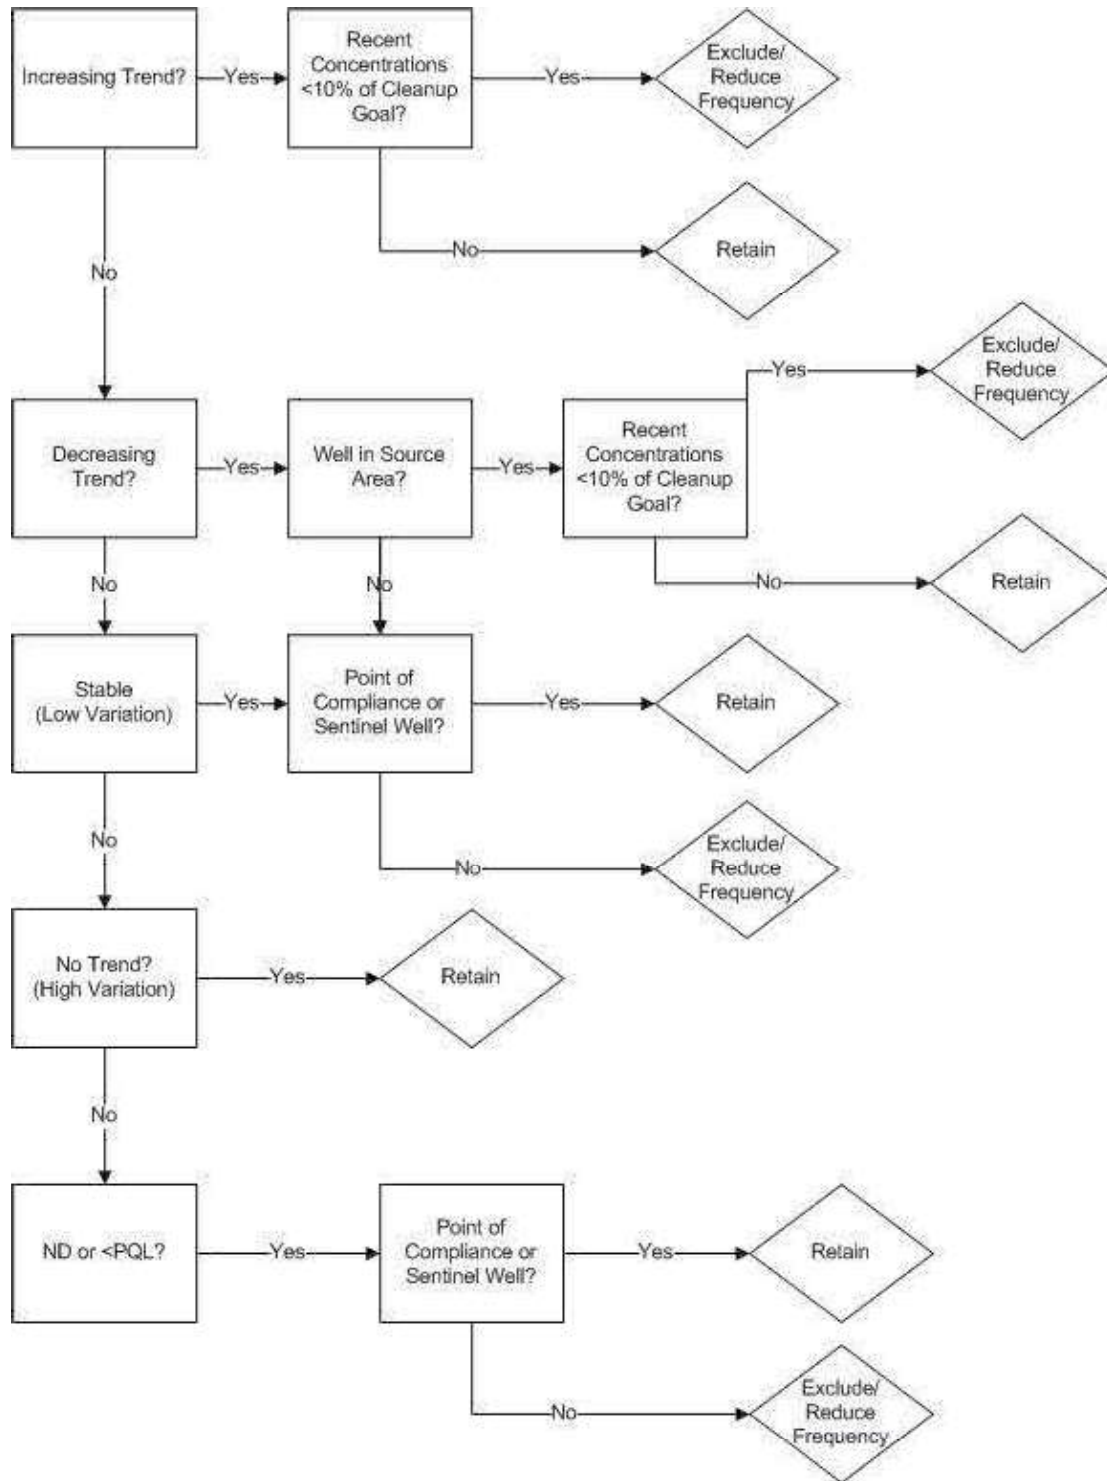 Increasing Trend?
Yes
Recent
Concentrations
<10% of Cleanup
Goal?
Yes
Exclude/
Reduce
Frequency
No
Retain
No
Decreasing
Trend?
Yes
Well in Source
Area?
Yes
Recent
Concentrations
<10% of Cleanup
Goal?
Yes
Exclude/
Reduce
Frequency
No
Retain
No
No
Stable
(Low Variation)
Yes
Point of
Compliance or
Sentinel Well?
Yes
Retain
No
Exclude/
Reduce
Frequency
No
No Trend?
(High Variation)
Yes
Retain
No
ND or <PQL?
Yes
Point of
Compliance or
Sentinel Well?
Yes
Retain
No
Exclude/
Reduce
Frequency